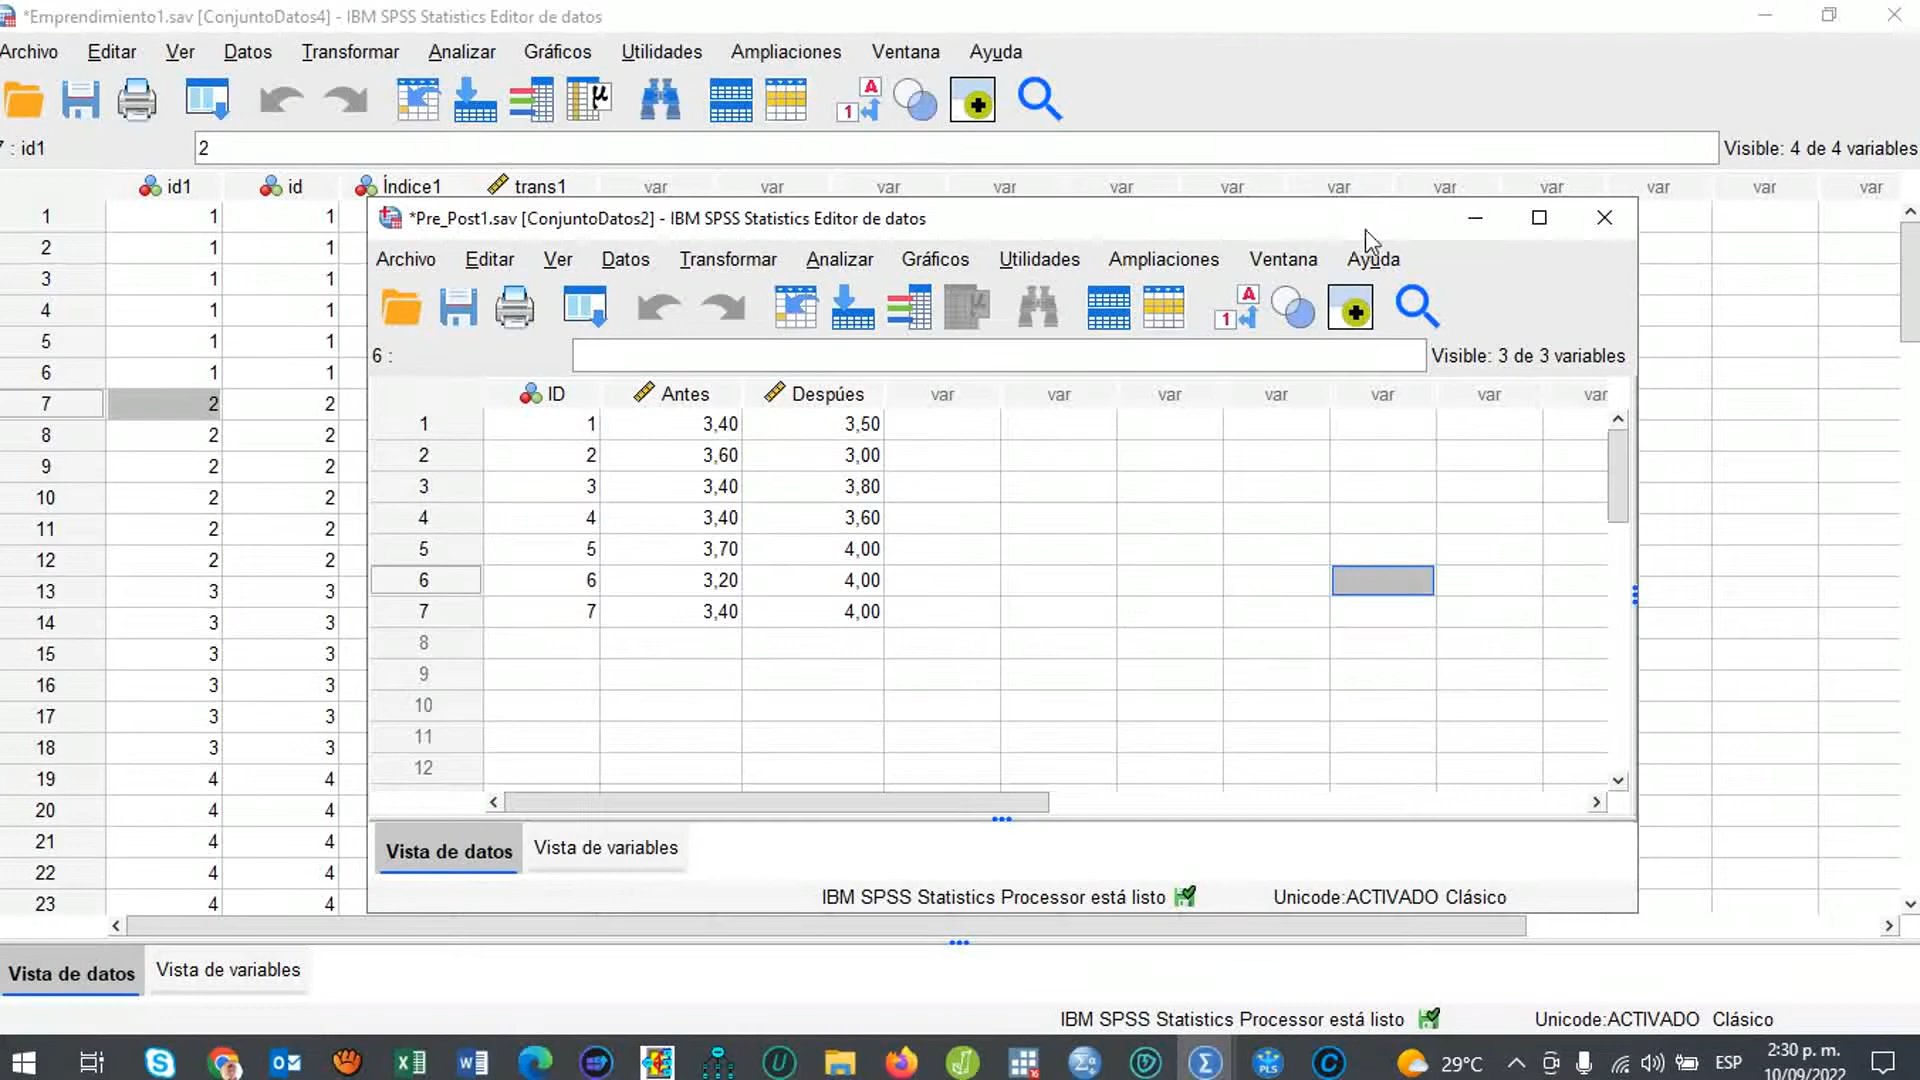 *Emprendimiento1.sav [ConjuntoDatos4] - IBM SPSS Statistics Editor de datos
Archivo Editar Ver Datos Transformar Analizar Gráficos Utilidades Ampliaciones Ventana Ayuda
7 : id1 2 Visible: 4 de 4 variables
id1 id Índice1 trans1 var var var var var var var var var var var var
1 1 1
2 1 1
3 1 1
4 1 1
5 1 1
6 1 1
7 2 2
8 2 2
9 2 2
10 2 2
11 2 2
12 2 2
13 3 3
14 3 3
15 3 3
16 3 3
17 3 3
18 3 3
19 4 4
20 4 4
21 4 4
22 4 4
23 4 4
*Pre_Post1.sav [ConjuntoDatos2] - IBM SPSS Statistics Editor de datos
Archivo Editar Ver Datos Transformar Analizar Gráficos Utilidades Ampliaciones Ventana Ayuda
6 : Visible: 3 de 3 variables
ID Antes Despúes var var var var var var var
1 1 3,40 3,50
2 2 3,60 3,00
3 3 3,40 3,80
4 4 3,40 3,60
5 5 3,70 4,00
6 6 3,20 4,00
7 7 3,40 4,00
8
9
10
11
12
Vista de datos Vista de variables
IBM SPSS Statistics Processor está listo Unicode:ACTIVADO Clásico
Vista de datos Vista de variables
IBM SPSS Statistics Processor está listo Unicode:ACTIVADO Clásico
29°C ESP 2:30 p. m.
10/09/2022